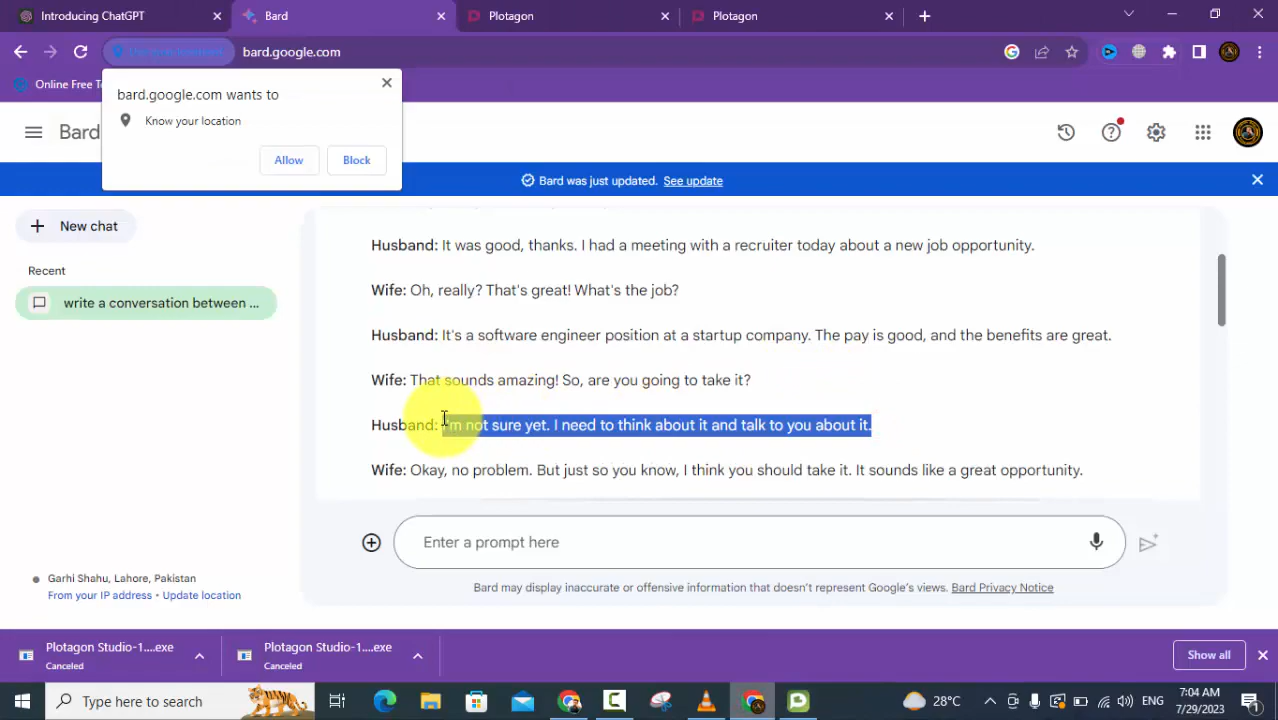 Introducing ChatGPT
Bard
Plotagon
Plotagon
bard.google.com
Online Free T
bard.google.com wants to
Know your location
Allow
Block
Bard
Bard was just updated. See update
New chat
Recent
write a conversation between ...
Husband: It was good, thanks. I had a meeting with a recruiter today about a new job opportunity.
Wife: Oh, really? That's great! What's the job?
Husband: It's a software engineer position at a startup company. The pay is good, and the benefits are great.
Wife: That sounds amazing! So, are you going to take it?
Husband: I'm not sure yet. I need to think about it and talk to you about it.
Wife: Okay, no problem. But just so you know, I think you should take it. It sounds like a great opportunity.
Enter a prompt here
Garhi Shahu, Lahore, Pakistan
From your IP address • Update location
Bard may display inaccurate or offensive information that doesn't represent Google's views. Bard Privacy Notice
Plotagon Studio-1....exe
Canceled
Plotagon Studio-1....exe
Canceled
Show all
Type here to search
28°C
ENG
7:04 AM
7/29/2023